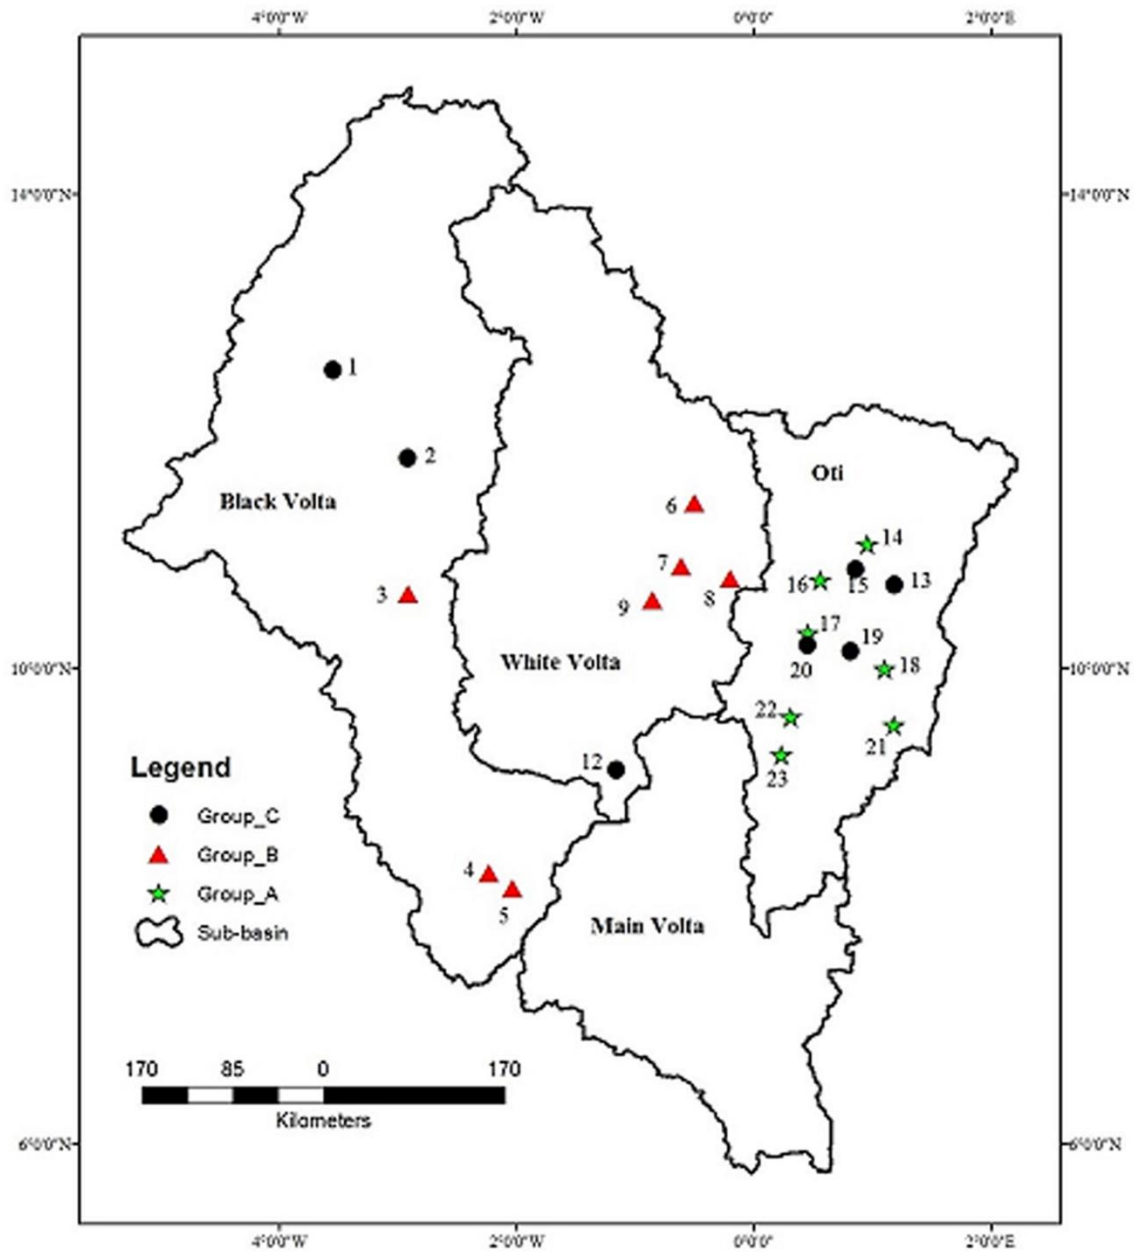 4°0'0"W 2°0'0"W 0°0'0" 2°0'0"E
14°0'0"N 14°0'0"N
1
2
Oti
Black Volta
6
14
7
16 15 13
3 9 8
17
19
White Volta 20 18
10°0'0"N 10°0'0"N
22
21
12
23
Legend
Group_C
Group_B
4
Group_A
5
Main Volta
Sub-basin
170 85 0 170
Kilometers
6°0'0"N 6°0'0"N
4°0'0"W 2°0'0"W 0°0'0" 2°0'0"E